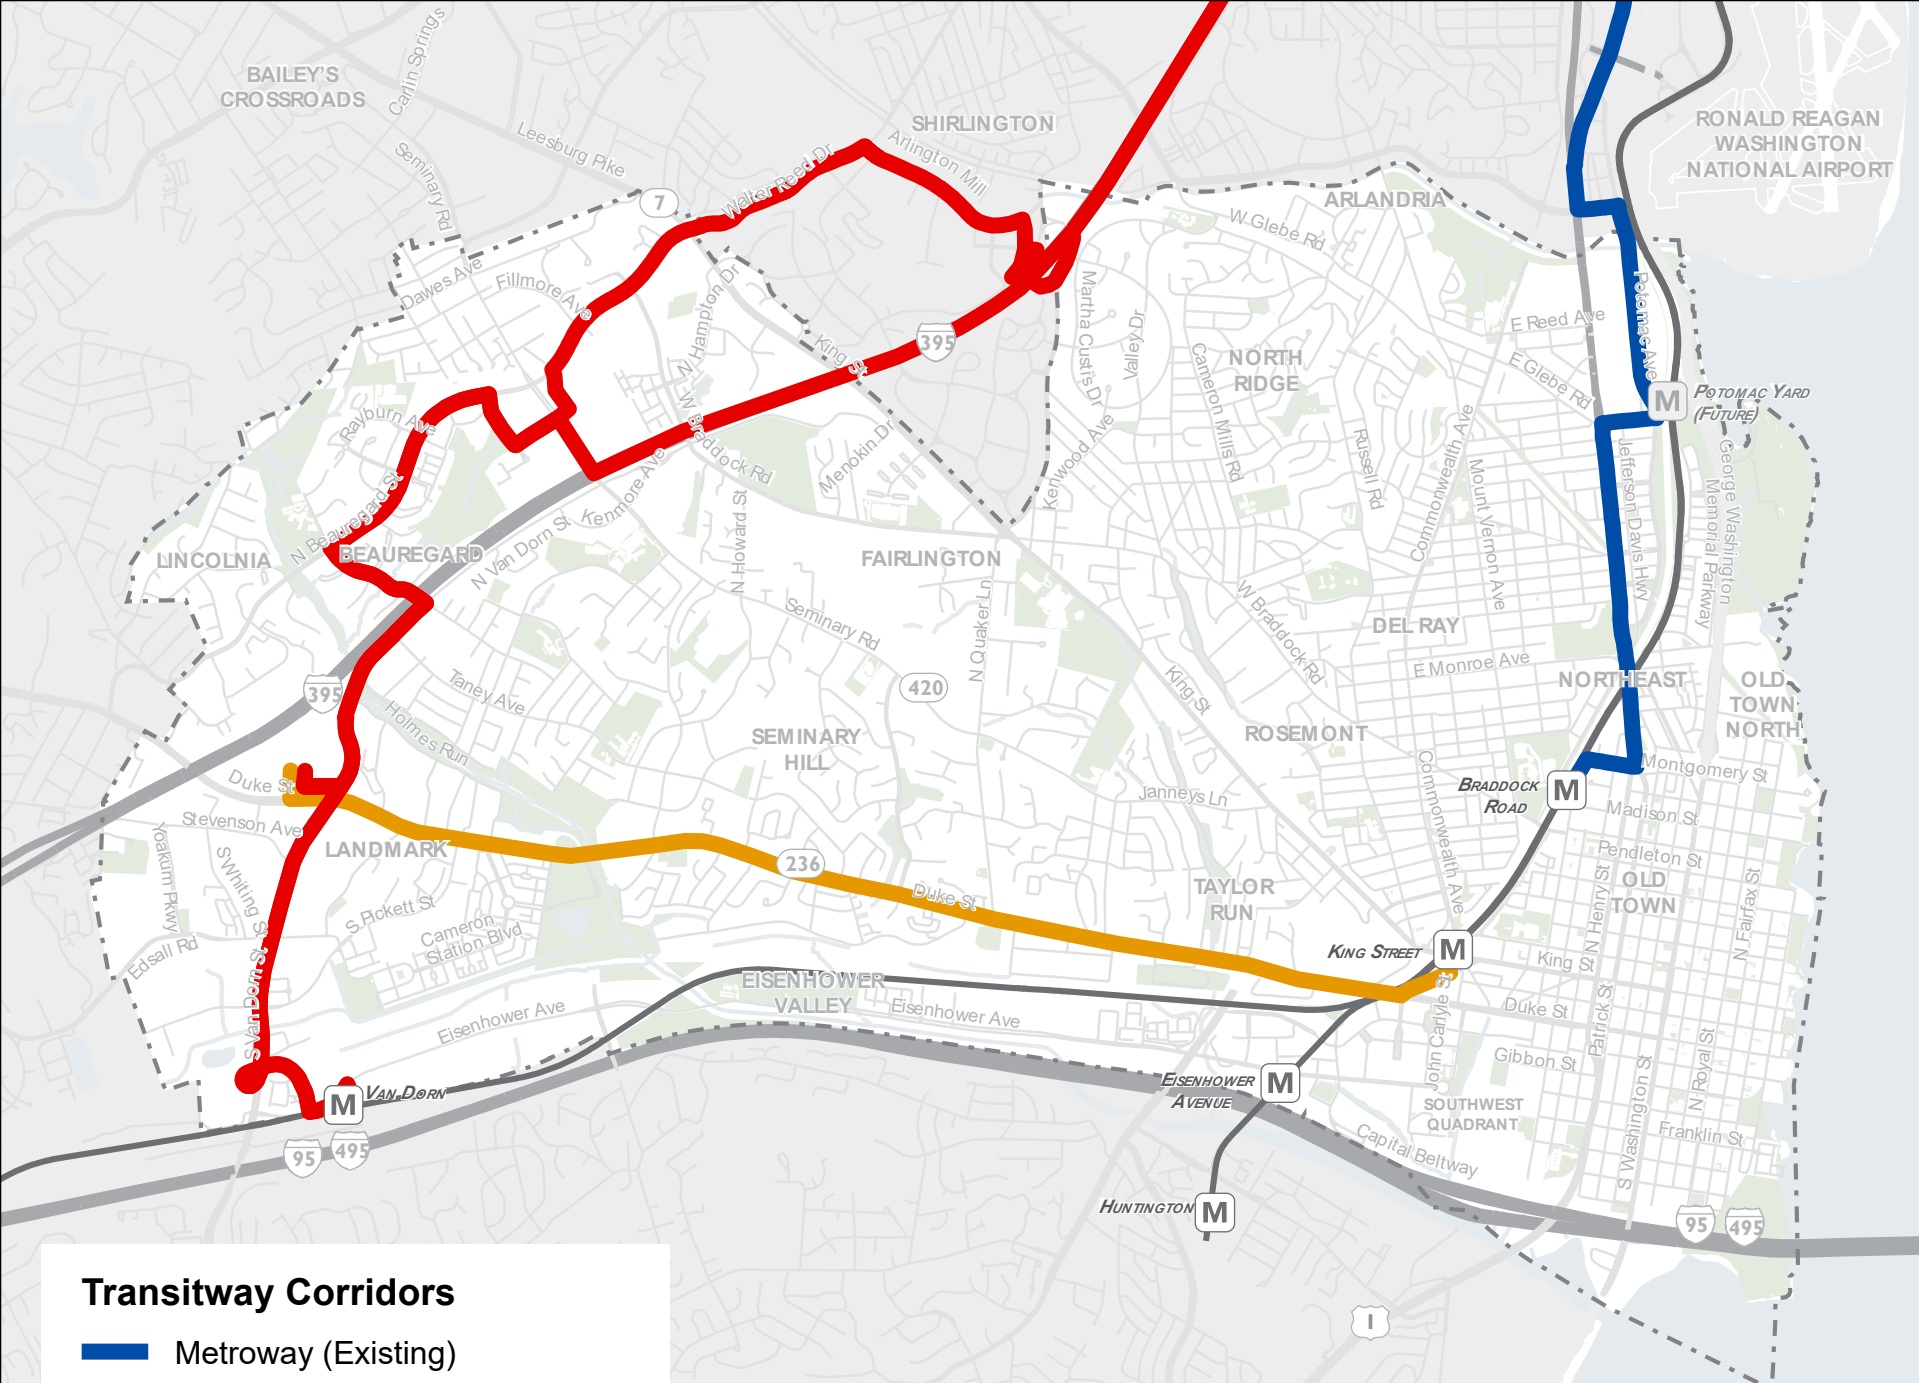 BAILEY'S
CROSSROADS
Carlin Springs
Leesburg Pike
Seminary Rd
SHIRLINGTON
Arlington Mill
Walter Reed Dr
7
RONALD REAGAN
WASHINGTON
NATIONAL AIRPORT
ARLANDRIA
W Glebe Rd
Dawes Ave
Fillmore Ave
N Hampton Dr
King St
395
Martha Custis Dr
Valley Dr
Cameron Mills Rd
NORTH
RIDGE
E Reed Ave
E Glebe Rd
Potomac Ave
M
POTOMAC YARD
(FUTURE)
Rayburn Ave
W Braddock Rd
Menokin Dr
Kenwood Ave
Russell Rd
Commonwealth Ave
Mount Vernon Ave
Jefferson Davis Hwy
George Washington
Memorial Parkway
N Beauregard St
Kenmore Ave
N Van Dorn St
N Howard St
LINCOLNIA
BEAUREGARD
FAIRLINGTON
Seminary Rd
N Quaker Ln
W Braddock Rd
DEL RAY
E Monroe Ave
NORTHEAST
OLD
TOWN
NORTH
395
Taney Ave
Holmes Run
420
King St
SEMINARY
HILL
ROSEMONT
Duke St
Janneys Ln
Commonwealth Ave
BRADDOCK
ROAD
M
Montgomery St
Madison St
Stevenson Ave
LANDMARK
Yoakum Pkwy
S Whiting St
236
Duke St
TAYLOR
RUN
Pendleton St
OLD
TOWN
N Henry St
N Fairfax St
S Pickett St
Cameron
Station Blvd
Edsall Rd
KING STREET
M
King St
EISENHOWER
VALLEY
Eisenhower Ave
Eisenhower Ave
S Van Dorn St
Duke St
Patrick St
John Carlyle St
Gibbon St
N Royal St
EISENHOWER
AVENUE
M
M
VAN DORN
SOUTHWEST
QUADRANT
S Washington St
Franklin St
Capital Beltway
95
495
HUNTINGTON
M
95
495
1
Transitway Corridors
Metroway (Existing)